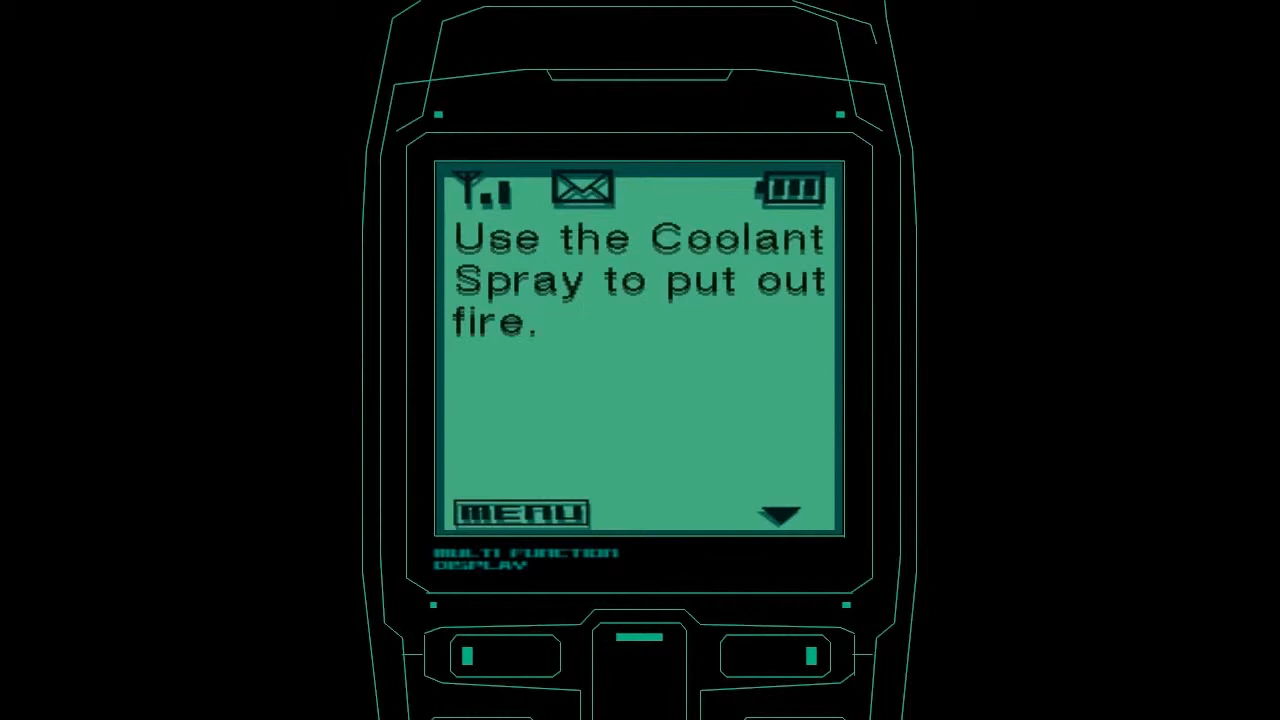 Use the Coolant
Spray to put out
fire.
MENU
MULTI FUNCTION
DISPLAY